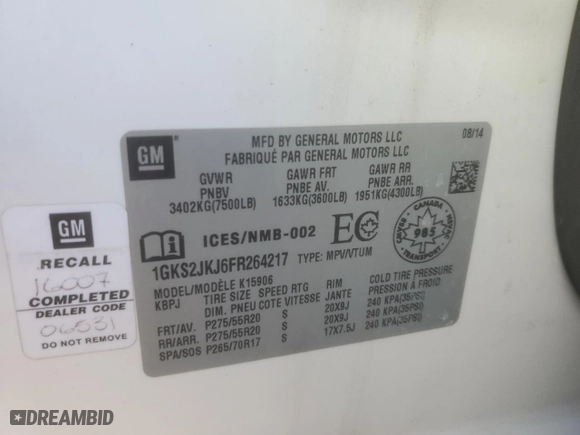 GM
MFD BY GENERAL MOTORS LLC
FABRIQUÉ PAR GENERAL MOTORS LLC
08/14
GVWR GAWR FRT GAWR RR
PNBV PNBE AV. PNBE ARR.
3402KG(7500LB) 1633KG(3600LB) 1951KG(4300LB)
ICES/NMB-002 EC
CANADA
985
TRANSPORT
1GKS2JKJ6FR264217 TYPE: MPV/VTUM
MODEL/MODÈLE K15906
KBPJ TIRE SIZE SPEED RTG RIM COLD TIRE PRESSURE
DIM. PNEU COTE VITESSE JANTE PRESSION À FROID
FRT/AV. P275/55R20 S 20X9J 240 KPA(35PSI)
RR/ARR. P275/55R20 S 20X9J 240 KPA(35PSI)
SPA/SOS P265/70R17 S 17X7.5J 240 KPA(35PSI)
GM
RECALL
16007
COMPLETED
DEALER CODE
06531
DO NOT REMOVE
DREAMBID